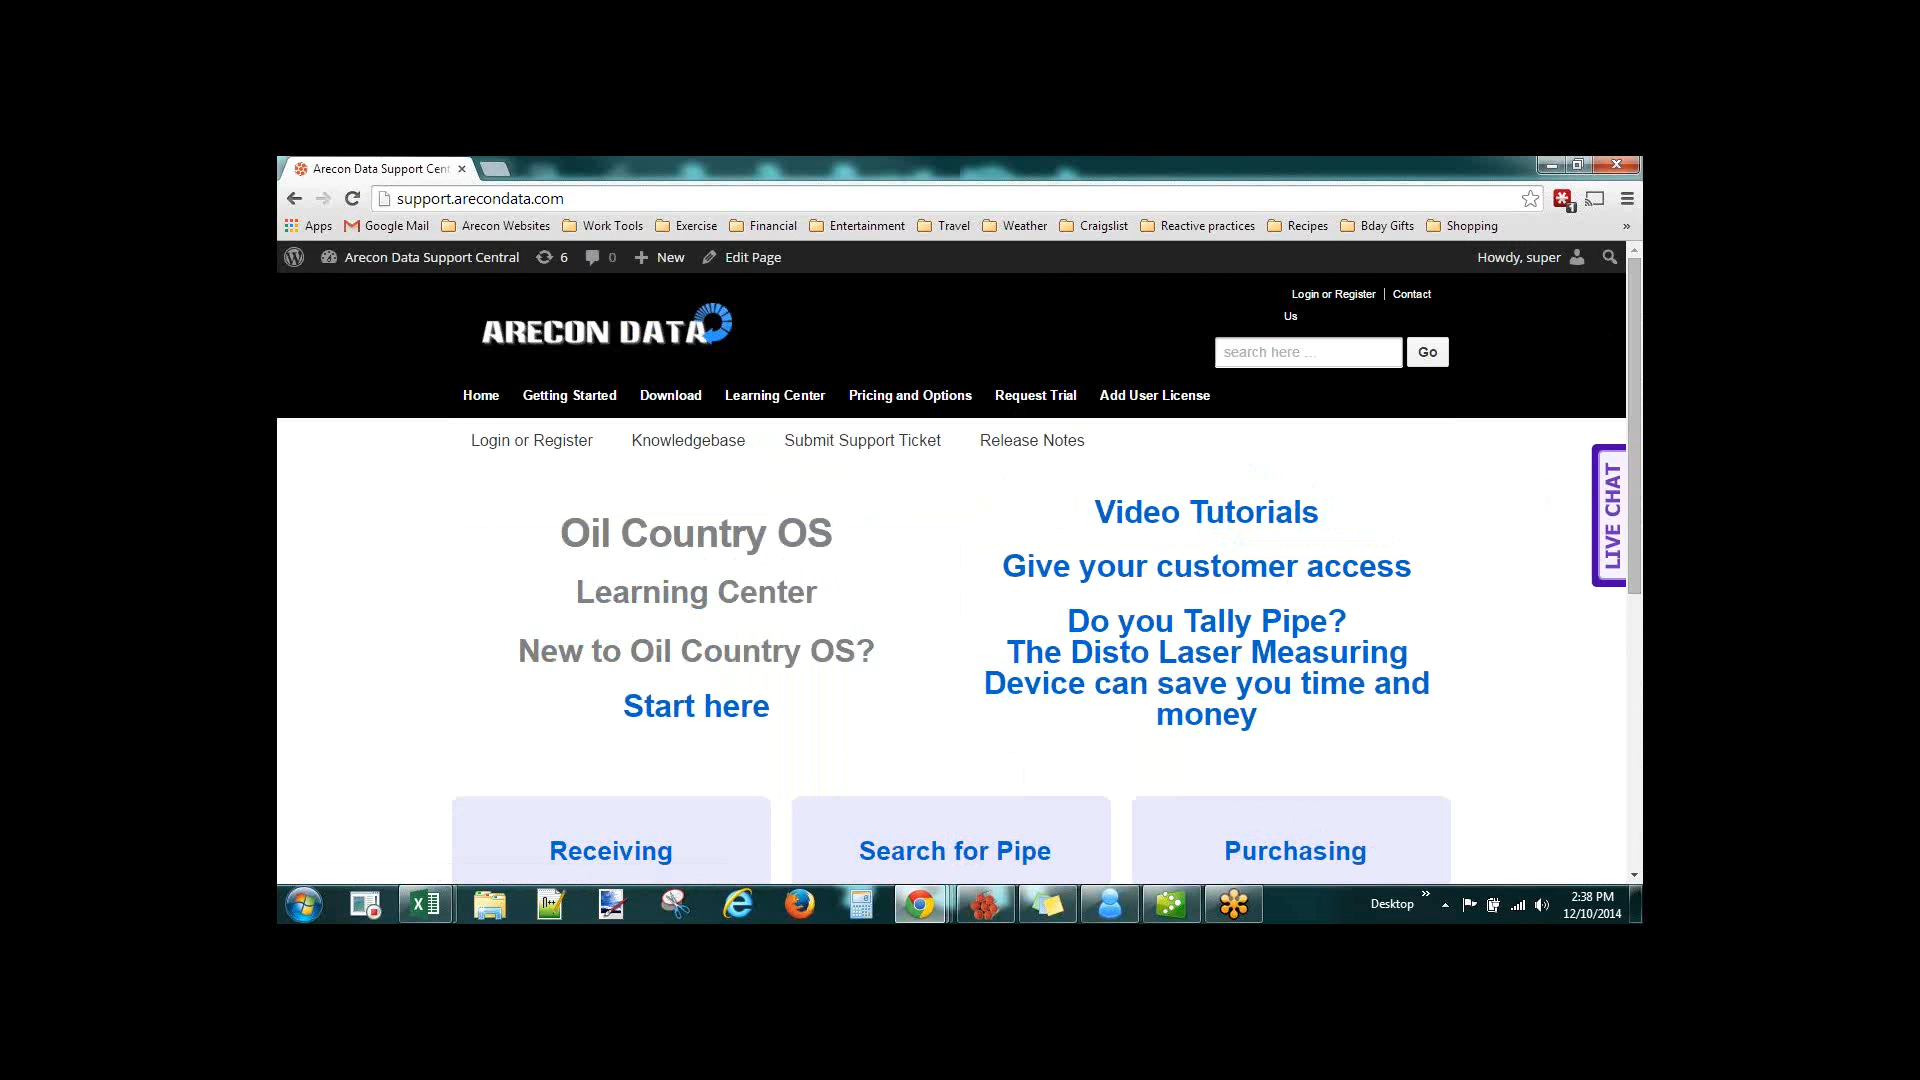 Arecon Data Support Cent
support.arecondata.com
1
Apps Google Mail Arecon Websites Work Tools Exercise Financial Entertainment Travel Weather Craigslist Reactive practices Recipes Bday Gifts Shopping »
Arecon Data Support Central 6 0 New Edit Page Howdy, super
Login or Register | Contact
Us
ARECON DATA
search here ... Go
Home Getting Started Download Learning Center Pricing and Options Request Trial Add User License
Login or Register Knowledgebase Submit Support Ticket Release Notes
LIVE CHAT
Oil Country OS
Learning Center
New to Oil Country OS?
Start here
Video Tutorials
Give your customer access
Do you Tally Pipe?
The Disto Laser Measuring
Device can save you time and
money
Receiving Search for Pipe Purchasing
Desktop » 2:38 PM
12/10/2014